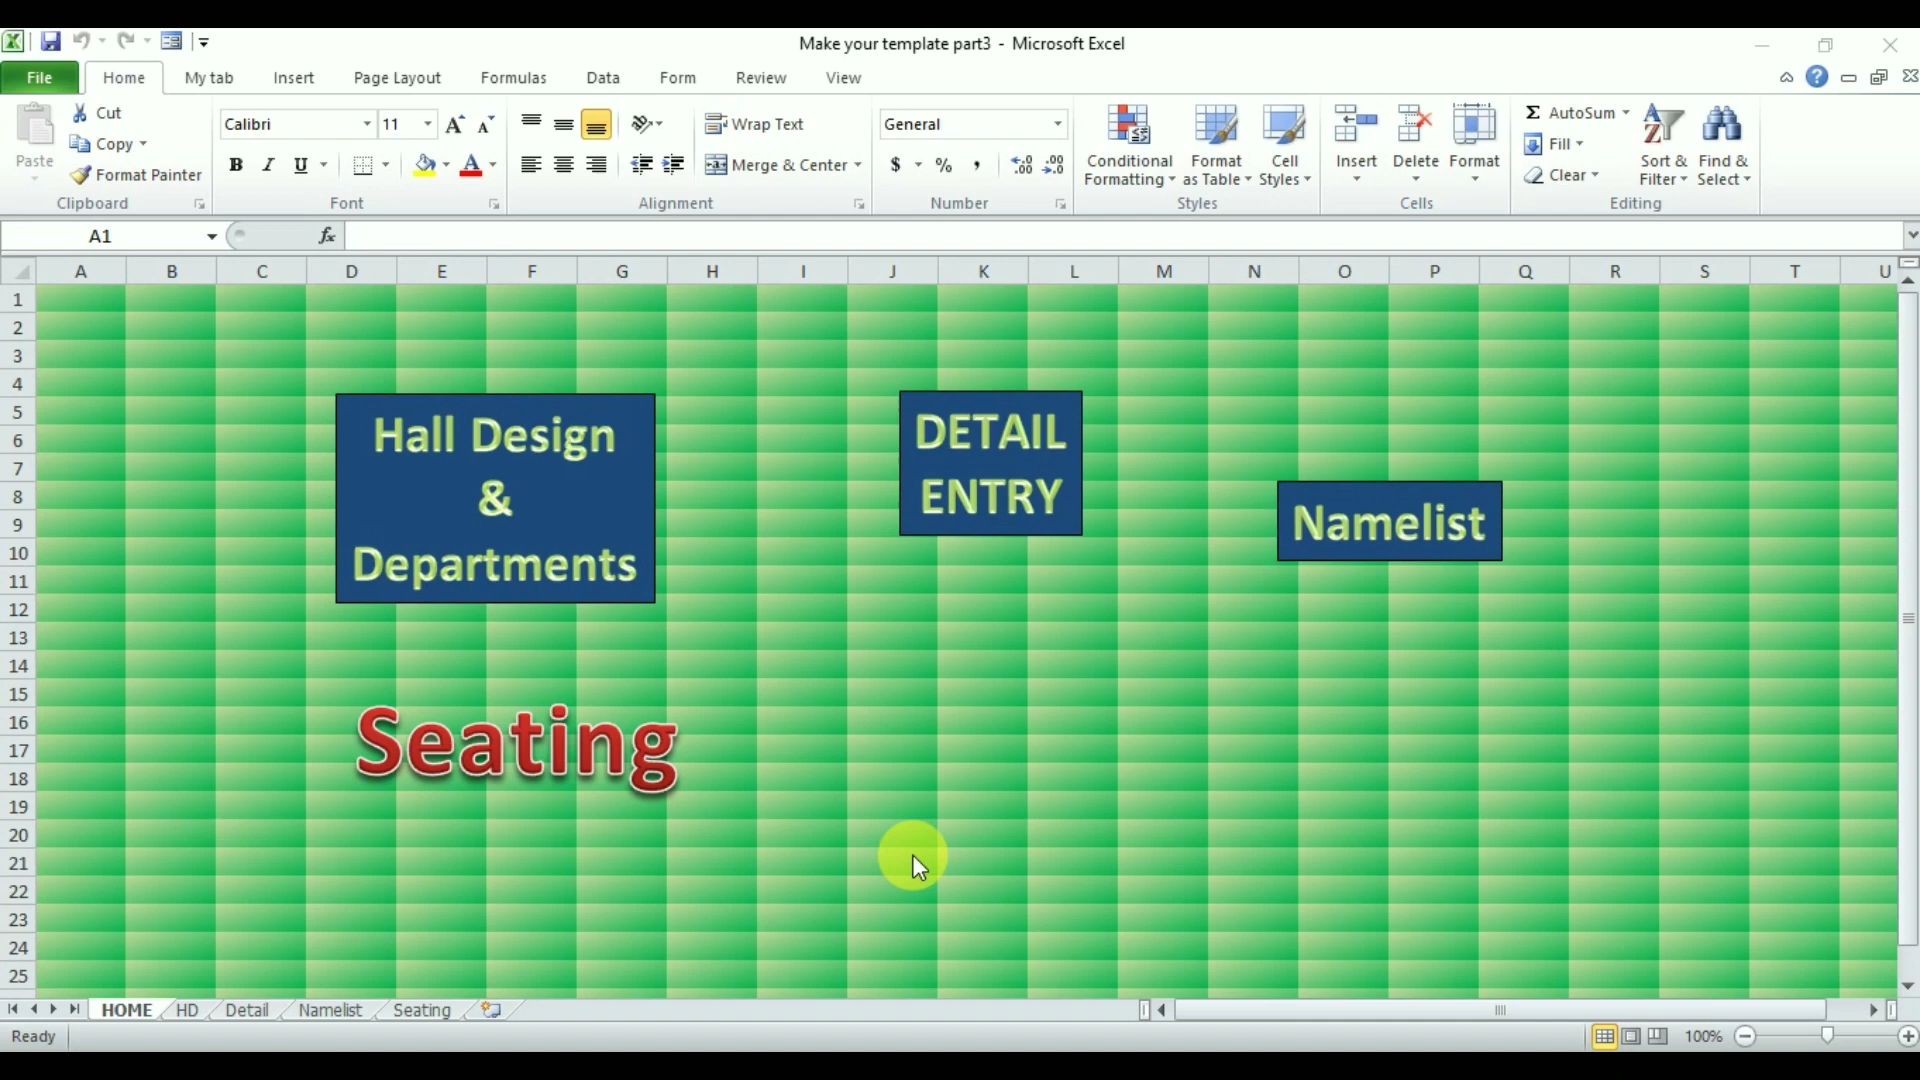 Make your template part3 - Microsoft Excel
File Home My tab Insert Page Layout Formulas Data Form Review View
Paste
Cut
Copy
Format Painter
Clipboard
Calibri 11
B I U A
Font
Wrap Text
Merge & Center
Alignment
General
$ % ,
Number
Conditional Formatting
Format as Table
Cell Styles
Styles
Insert Delete Format
Cells
Σ AutoSum
Fill
Clear
Sort & Filter
Find & Select
Editing
A1 fx
A B C D E F G H I J K L M N O P Q R S T U
1
2
3
4
5
6
7
8
9
10
11
12
13
14
15
16
17
18
19
20
21
22
23
24
25
Hall Design
&
Departments
DETAIL
ENTRY
Namelist
Seating
HOME HD Detail Namelist Seating
Ready 100%